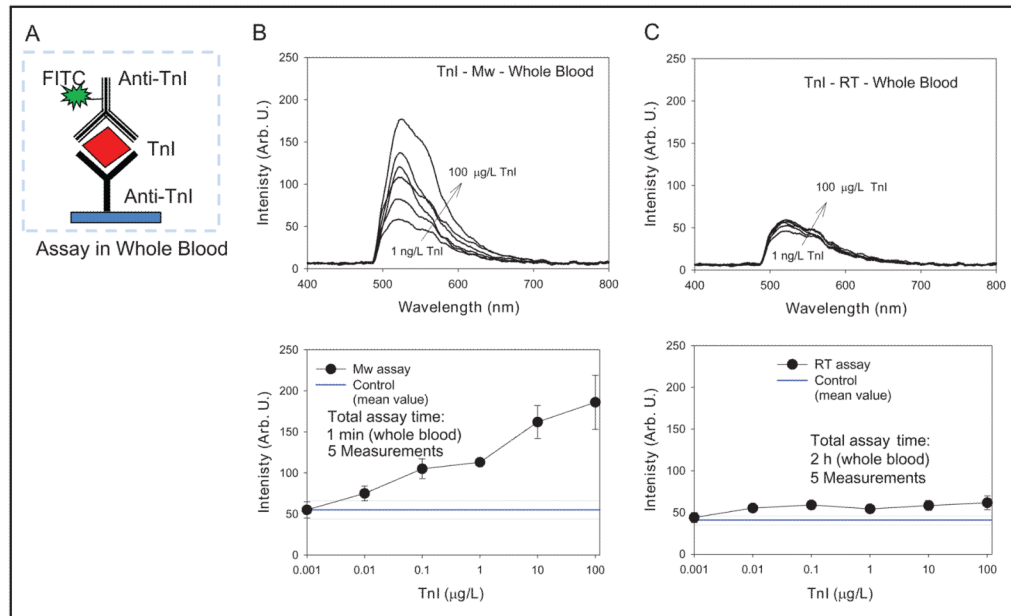 A
FITC
Anti-TnI
TnI
Anti-TnI
Assay in Whole Blood
B
250
200
150
100
50
0
Intenisty (Arb. U.)
TnI - Mw - Whole Blood
100 µg/L TnI
1 ng/L TnI
400 500 600 700 800
Wavelength (nm)
C
250
200
150
100
50
0
Intenisty (Arb. U.)
TnI - RT - Whole Blood
100 µg/L TnI
1 ng/L TnI
400 500 600 700 800
Wavelength (nm)
250
200
150
100
50
0
Intenisty (Arb. U.)
Mw assay
Control
(mean value)
Total assay time:
1 min (whole blood)
5 Measurements
0.001 0.01 0.1 1 10 100
TnI (µg/L)
250
200
150
100
50
0
Intenisty (Arb. U.)
RT assay
Control
(mean value)
Total assay time:
2 h (whole blood)
5 Measurements
0.001 0.01 0.1 1 10 100
TnI (µg/L)